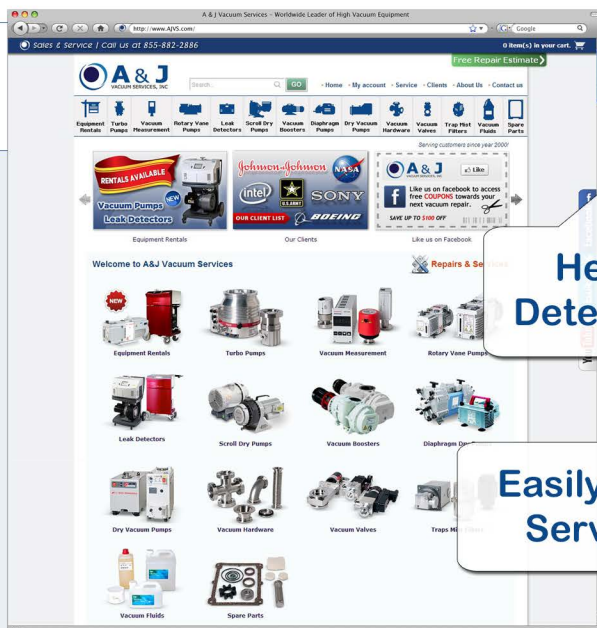 A & J Vacuum Services - Worldwide Leader of High Vacuum Equipment
http://www.AJVS.com/
Google
Sales & Service | Call us at 855-882-2886
0 item(s) in your cart.
Free Repair Estimate
A & J
VACUUM SERVICES, INC
Search...
GO
Home
My account
Service
Clients
About Us
Contact us
Equipment Rentals
Turbo Pumps
Vacuum Measurement
Rotary Vane Pumps
Leak Detectors
Scroll Dry Pumps
Vacuum Boosters
Diaphragm Pumps
Dry Vacuum Pumps
Vacuum Hardware
Vacuum Valves
Trap Mist Filters
Vacuum Fluids
Spare Parts
Serving customers since year 2000!
RENTALS AVAILABLE
Vacuum Pumps
NEW
Leak Detectors
Johnson & Johnson
NASA
intel
U.S.ARMY
SONY
OUR CLIENT LIST
BOEING
A & J
VACUUM SERVICES, INC
Like
Like us on facebook to access
free COUPONS towards your
next vacuum repair.
SAVE UP TO $100 OFF
Equipment Rentals
Our Clients
Like us on Facebook
Welcome to A&J Vacuum Services
Repairs & Services
NEW
Equipment Rentals
Turbo Pumps
Vacuum Measurement
Rotary Vane Pumps
He
Dete
You
Leak Detectors
Scroll Dry Pumps
Vacuum Boosters
Diaphragm Dry
Easily
Serv
Dry Vacuum Pumps
Vacuum Hardware
Vacuum Valves
Traps Mist
Vacuum Fluids
Spare Parts